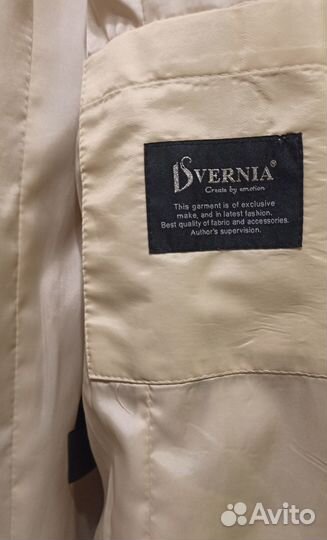 ISVERNIA®
Create by emotion
This garment is of exclusive
make, and in latest fashion.
Best quality of fabric and accessories.
Author's supervision.
Avito